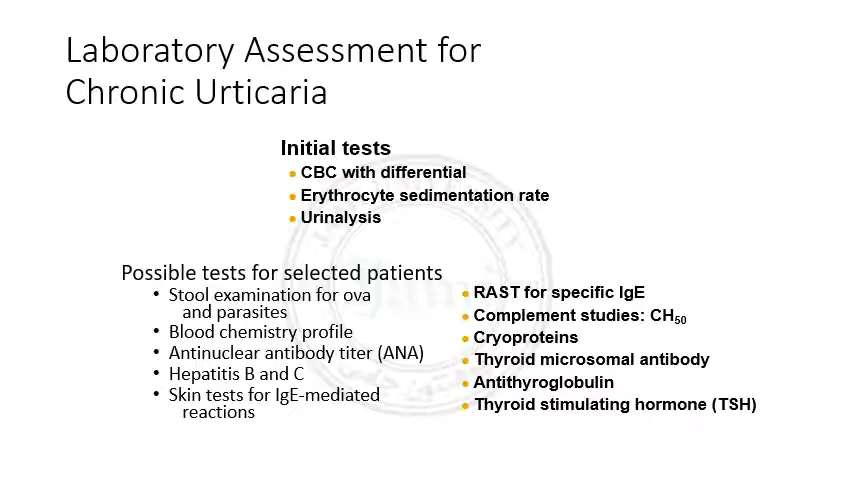 Laboratory Assessment for
Chronic Urticaria
Initial tests
● CBC with differential
● Erythrocyte sedimentation rate
● Urinalysis
Possible tests for selected patients
• Stool examination for ova
and parasites
• Blood chemistry profile
• Antinuclear antibody titer (ANA)
• Hepatitis B and C
• Skin tests for IgE-mediated
reactions
● RAST for specific IgE
● Complement studies: CH50
● Cryoproteins
● Thyroid microsomal antibody
● Antithyroglobulin
● Thyroid stimulating hormone (TSH)